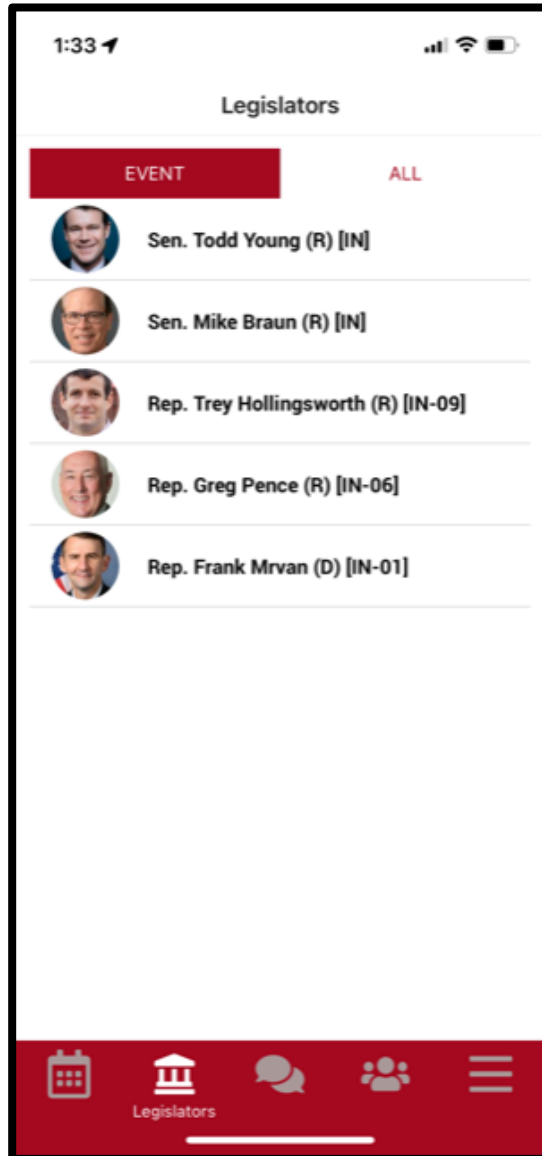 1:33
Legislators
EVENT
ALL
Sen. Todd Young (R) [IN]
Sen. Mike Braun (R) [IN]
Rep. Trey Hollingsworth (R) [IN-09]
Rep. Greg Pence (R) [IN-06]
Rep. Frank Mrvan (D) [IN-01]
Legislators